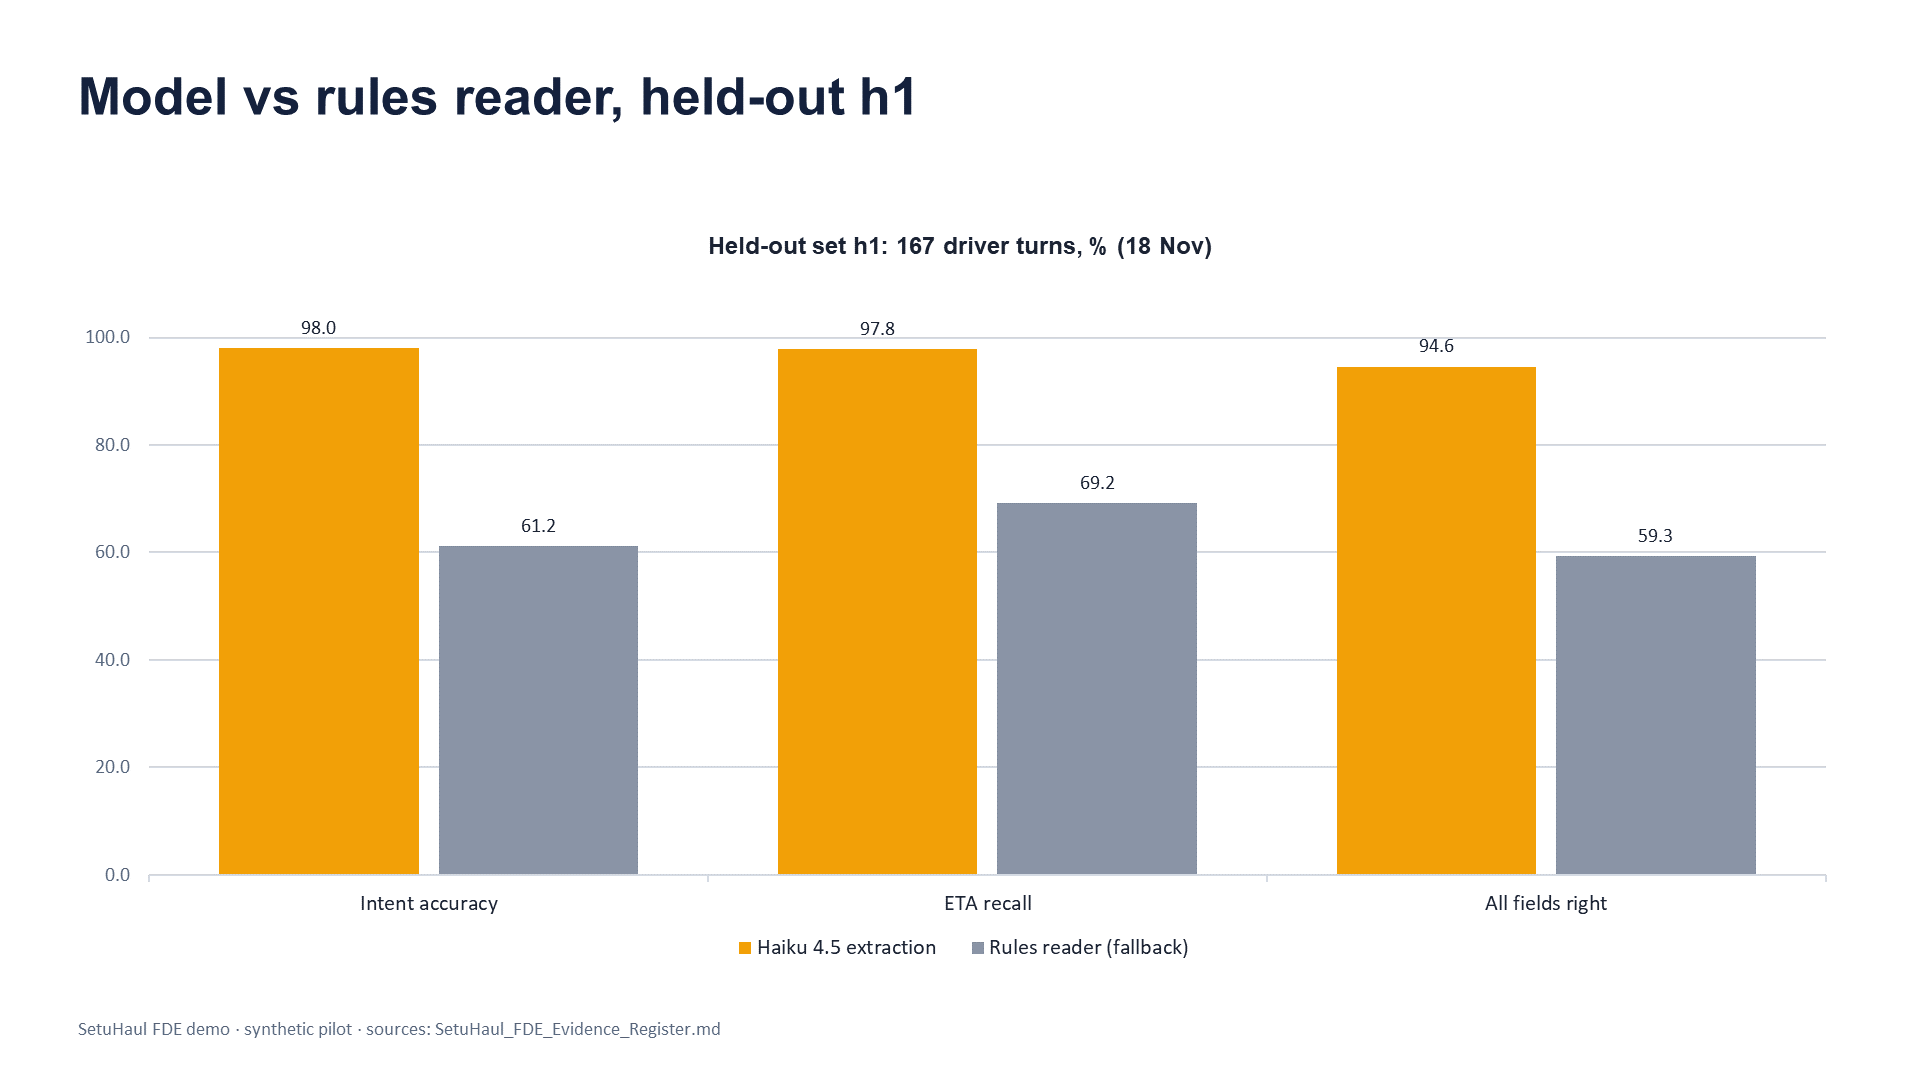 Model vs rules reader, held-out h1
Held-out set h1: 167 driver turns, % (18 Nov)
98.0
97.8
94.6
61.2
69.2
59.3
100.0
80.0
60.0
40.0
20.0
0.0
Intent accuracy
ETA recall
All fields right
Haiku 4.5 extraction
Rules reader (fallback)
SetuHaul FDE demo · synthetic pilot · sources: SetuHaul_FDE_Evidence_Register.md